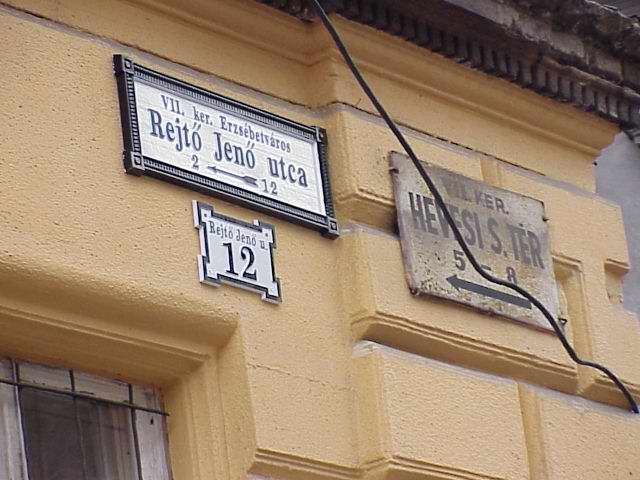 VII. ker. Erzsébetváros
Rejtő Jenő utca
2 12
Rejtő Jenő u.
12
VII. KER.
HEVESI S. TÉR
5 8